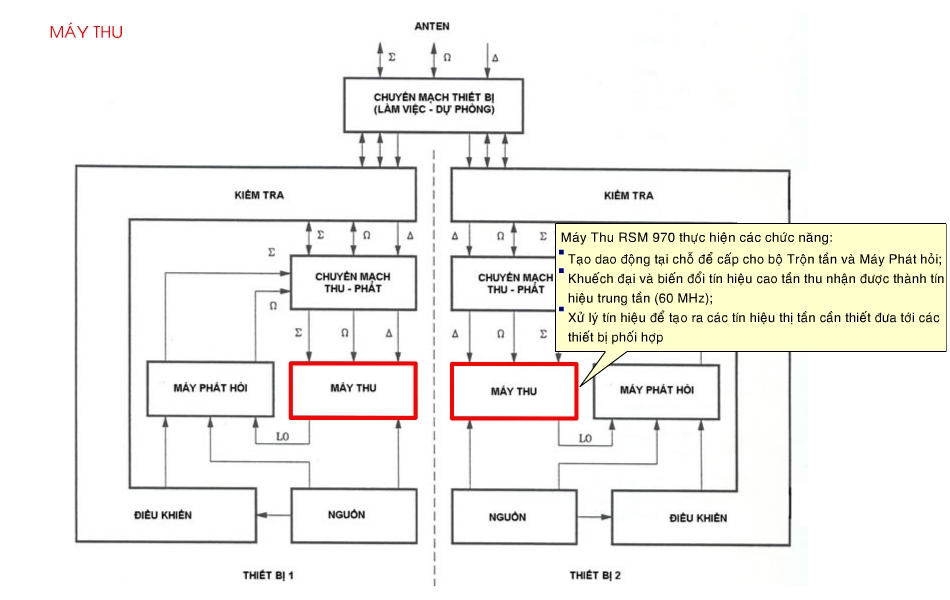 MÁY THU
ANTEN
Σ
Ω
Δ
CHUYỂN MẠCH THIẾT BỊ
(LÀM VIỆC - DỰ PHÒNG)
KIỂM TRA
KIỂM TRA
Σ
Ω
Δ
Δ
Ω
Σ
Máy Thu RSM 970 thực hiện các chức năng:
Tạo dao động tại chỗ để cấp cho bộ Trộn tần và Máy Phát hỏi;
Khuếch đại và biến đổi tín hiệu cao tần thu nhận được thành tín
hiệu trung tần (60 MHz);
Xử lý tín hiệu để tạo ra các tín hiệu thị tần cần thiết đưa tới các
thiết bị phối hợp
Σ
Ω
CHUYỂN MẠCH
THU - PHÁT
CHUYỂN MẠCH
THU - PHÁT
Σ
Ω
Δ
Δ
Ω
Σ
MÁY PHÁT HỎI
MÁY THU
MÁY THU
MÁY PHÁT HỎI
LO
LO
ĐIỀU KHIỂN
NGUỒN
NGUỒN
ĐIỀU KHIỂN
THIẾT BỊ 1
THIẾT BỊ 2